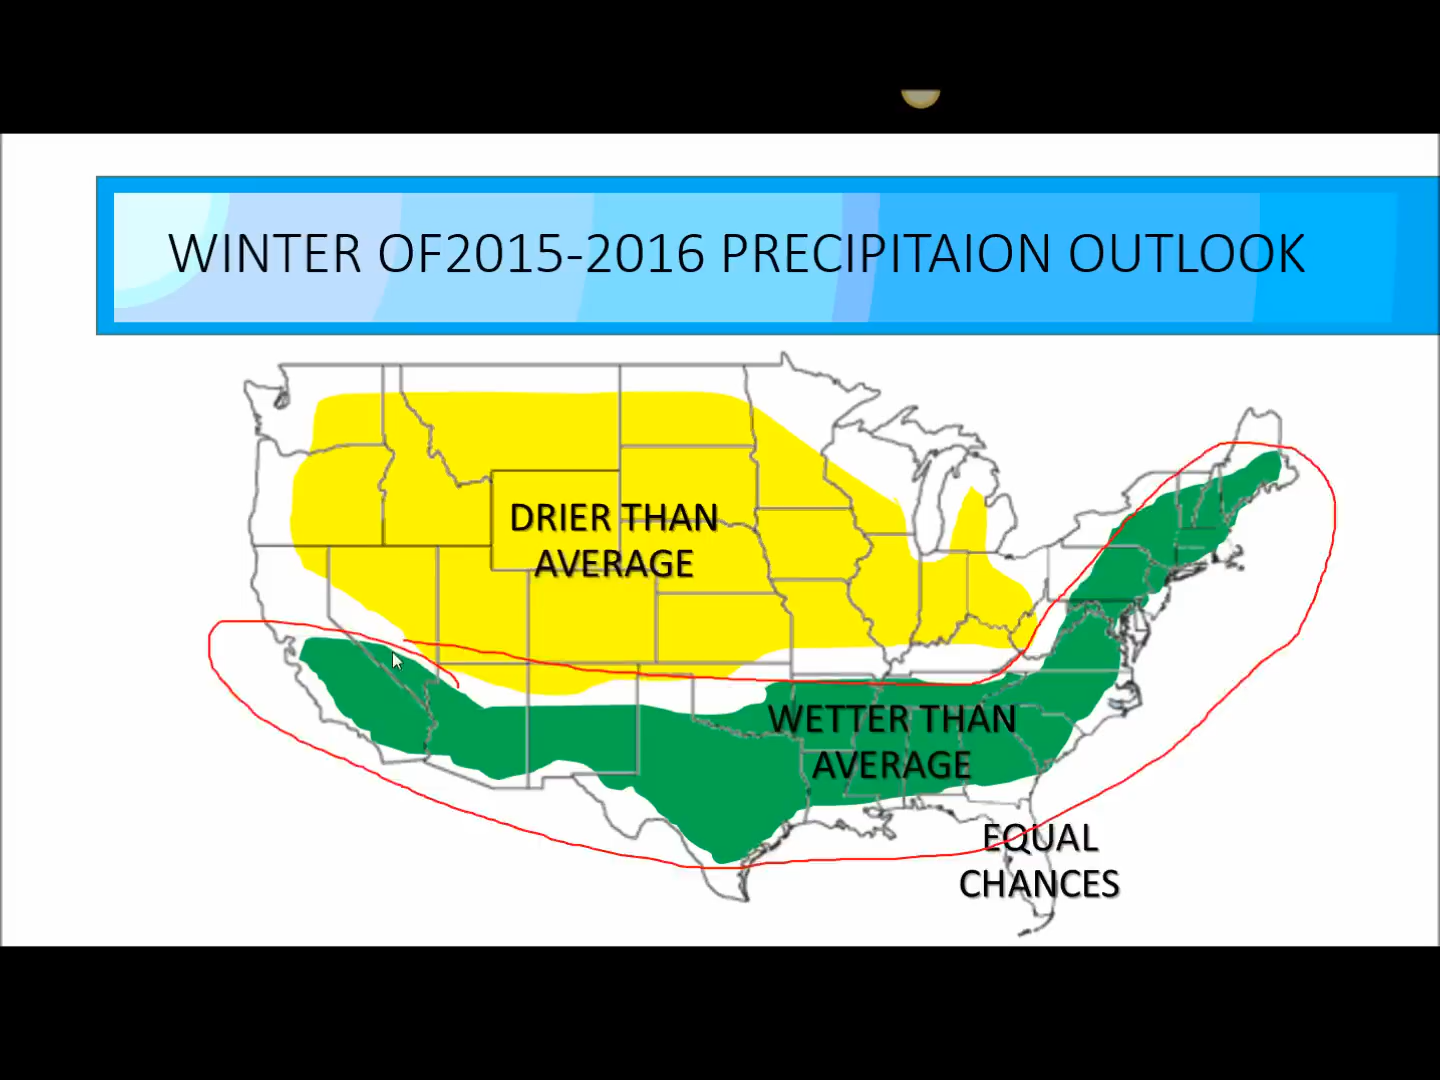 WINTER OF2015-2016 PRECIPITAION OUTLOOK
DRIER THAN
AVERAGE
WETTER THAN
AVERAGE
EQUAL
CHANCES